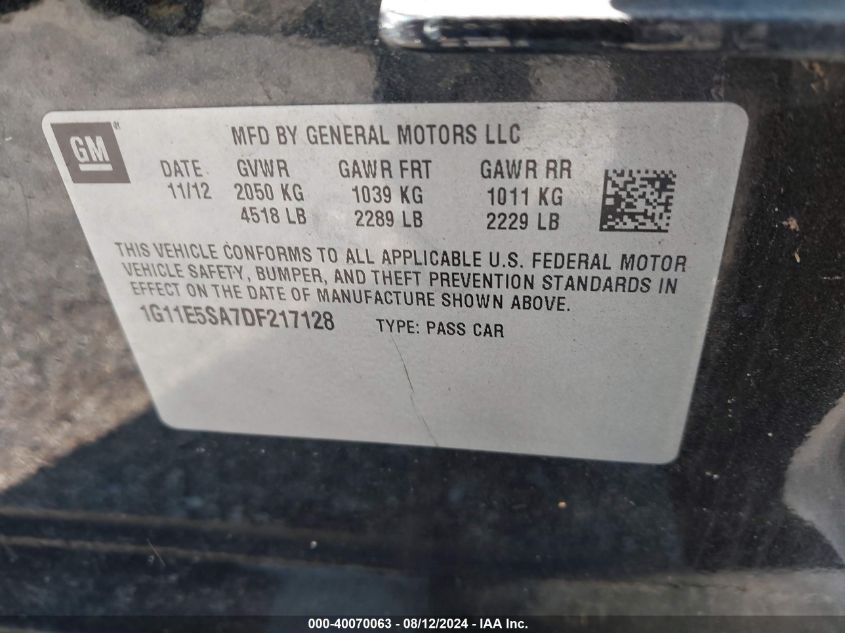 GM
MFD BY GENERAL MOTORS LLC
DATE GVWR GAWR FRT GAWR RR
11/12 2050 KG 1039 KG 1011 KG
4518 LB 2289 LB 2229 LB
THIS VEHICLE CONFORMS TO ALL APPLICABLE U.S. FEDERAL MOTOR
VEHICLE SAFETY, BUMPER, AND THEFT PREVENTION STANDARDS IN
EFFECT ON THE DATE OF MANUFACTURE SHOWN ABOVE.
1G11E5SA7DF217128 TYPE: PASS CAR
000-40070063 - 08/12/2024 - IAA Inc.